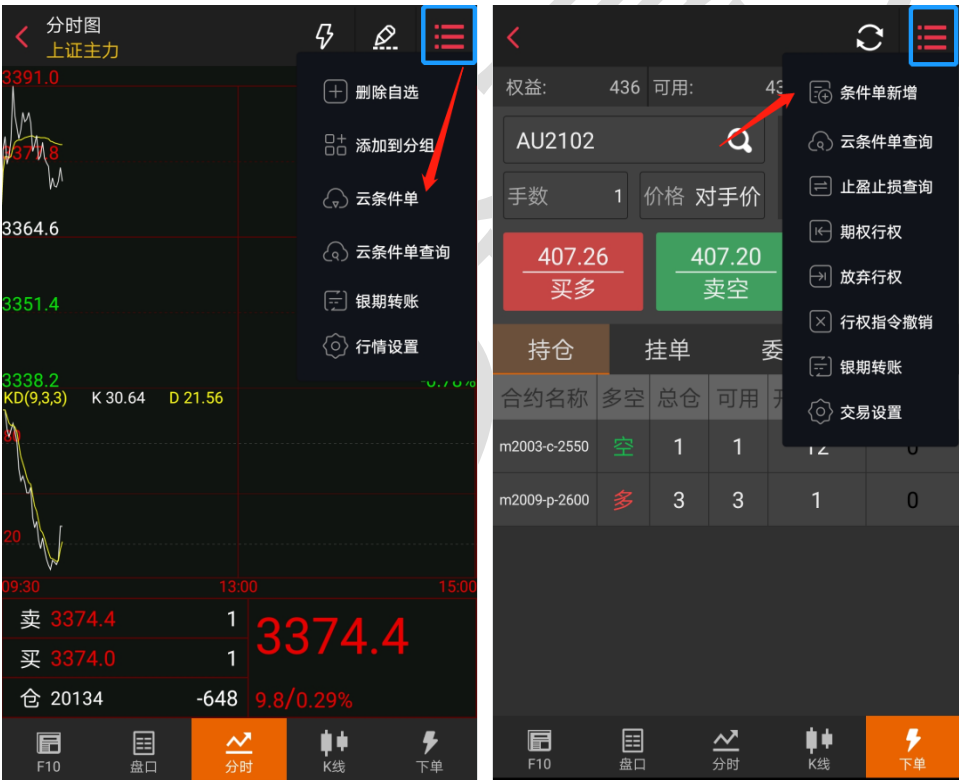 分时图
上证主力
3391.0
3364.6
3351.4
3338.2
KD(9,3,3) K 30.64 D 21.56
80
20
09:30 13:00 15:00
删除自选
添加到分组
云条件单
云条件单查询
银期转账
行情设置
卖 3374.4 1
买 3374.0 1
仓 20134 -648
3374.4
9.8/0.29%
F10 盘口 分时 K线 下单
权益: 436 可用: 43
AU2102
手数 1 价格 对手价
407.26 407.20
买多 卖空
持仓 挂单 委
合约名称 多空 总仓 可用
m2003-c-2550 空 1 1 12 0
m2009-p-2600 多 3 3 1 0
条件单新增
云条件单查询
止盈止损查询
期权行权
放弃行权
行权指令撤销
银期转账
交易设置
F10 盘口 分时 K线 下单